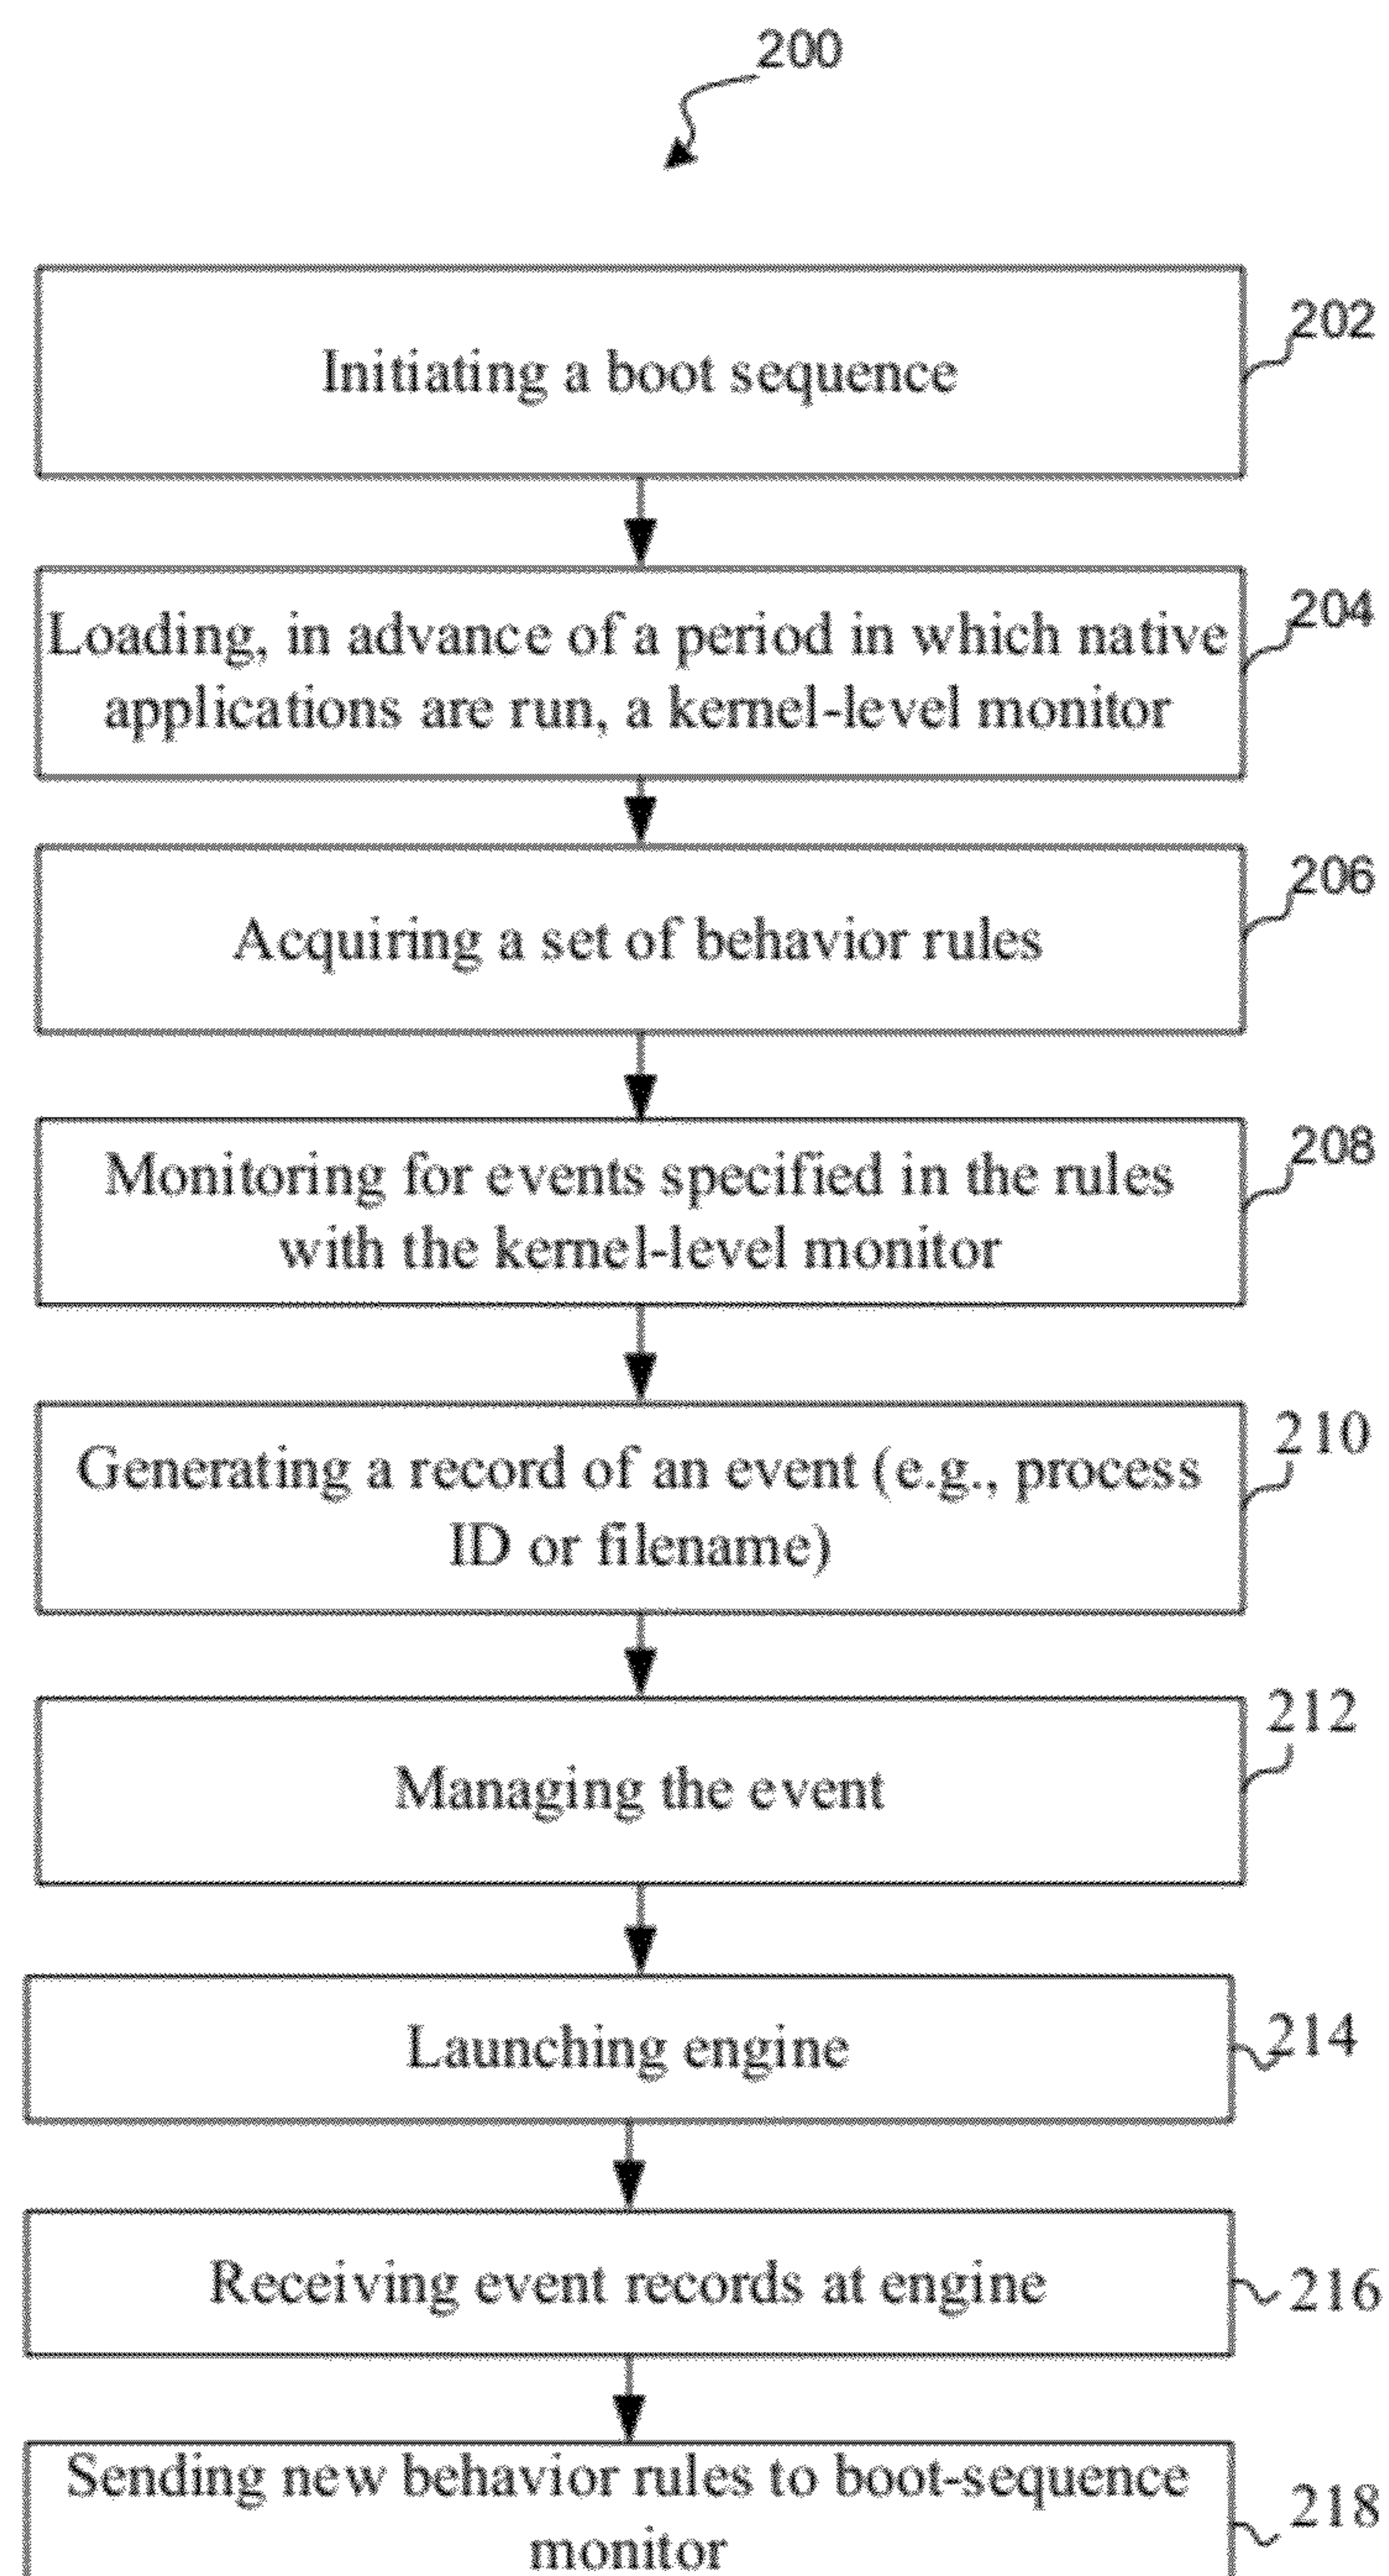 200
Initiating a boot sequence
202
Loading, in advance of a period in which native
applications are run, a kernel-level monitor
204
Acquiring a set of behavior rules
206
Monitoring for events specified in the rules
with the kernel-level monitor
208
Generating a record of an event (e.g., process
ID or filename)
210
Managing the event
212
Launching engine
214
Receiving event records at engine
216
Sending new behavior rules to boot-sequence
monitor
218